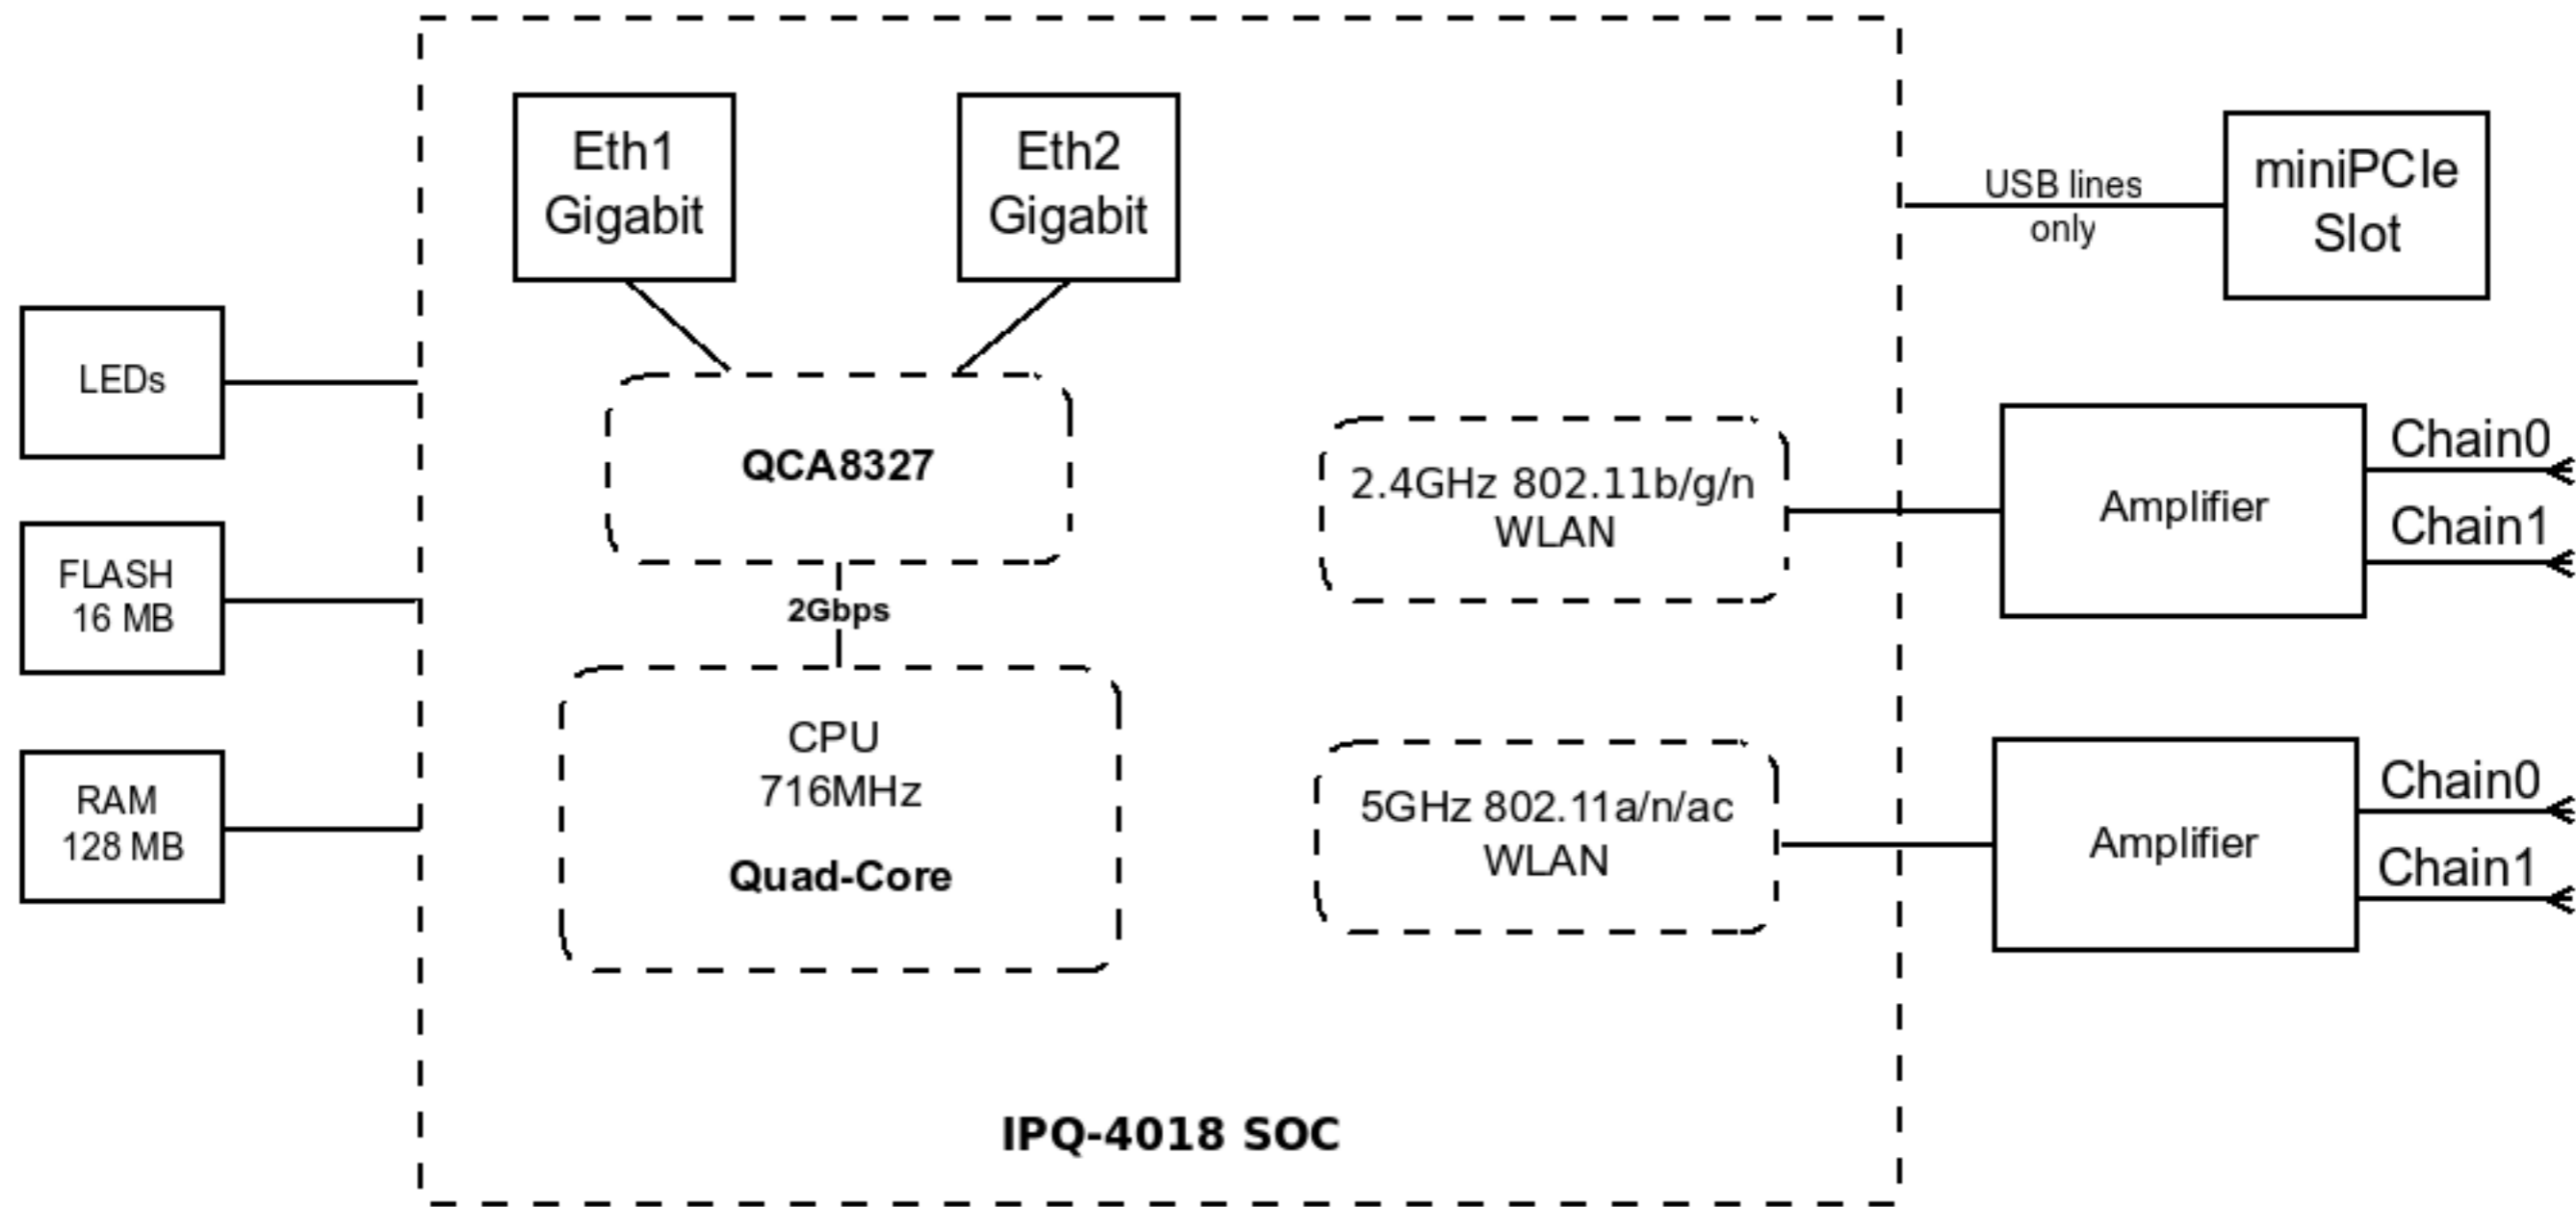 Eth1
Gigabit
Eth2
Gigabit
USB lines
only
miniPCIe
Slot
LEDs
FLASH
16 MB
RAM
128 MB
QCA8327
2Gbps
CPU
716MHz
Quad-Core
2.4GHz 802.11b/g/n
WLAN
Amplifier
Chain0
Chain1
5GHz 802.11a/n/ac
WLAN
Amplifier
Chain0
Chain1
IPQ-4018 SOC